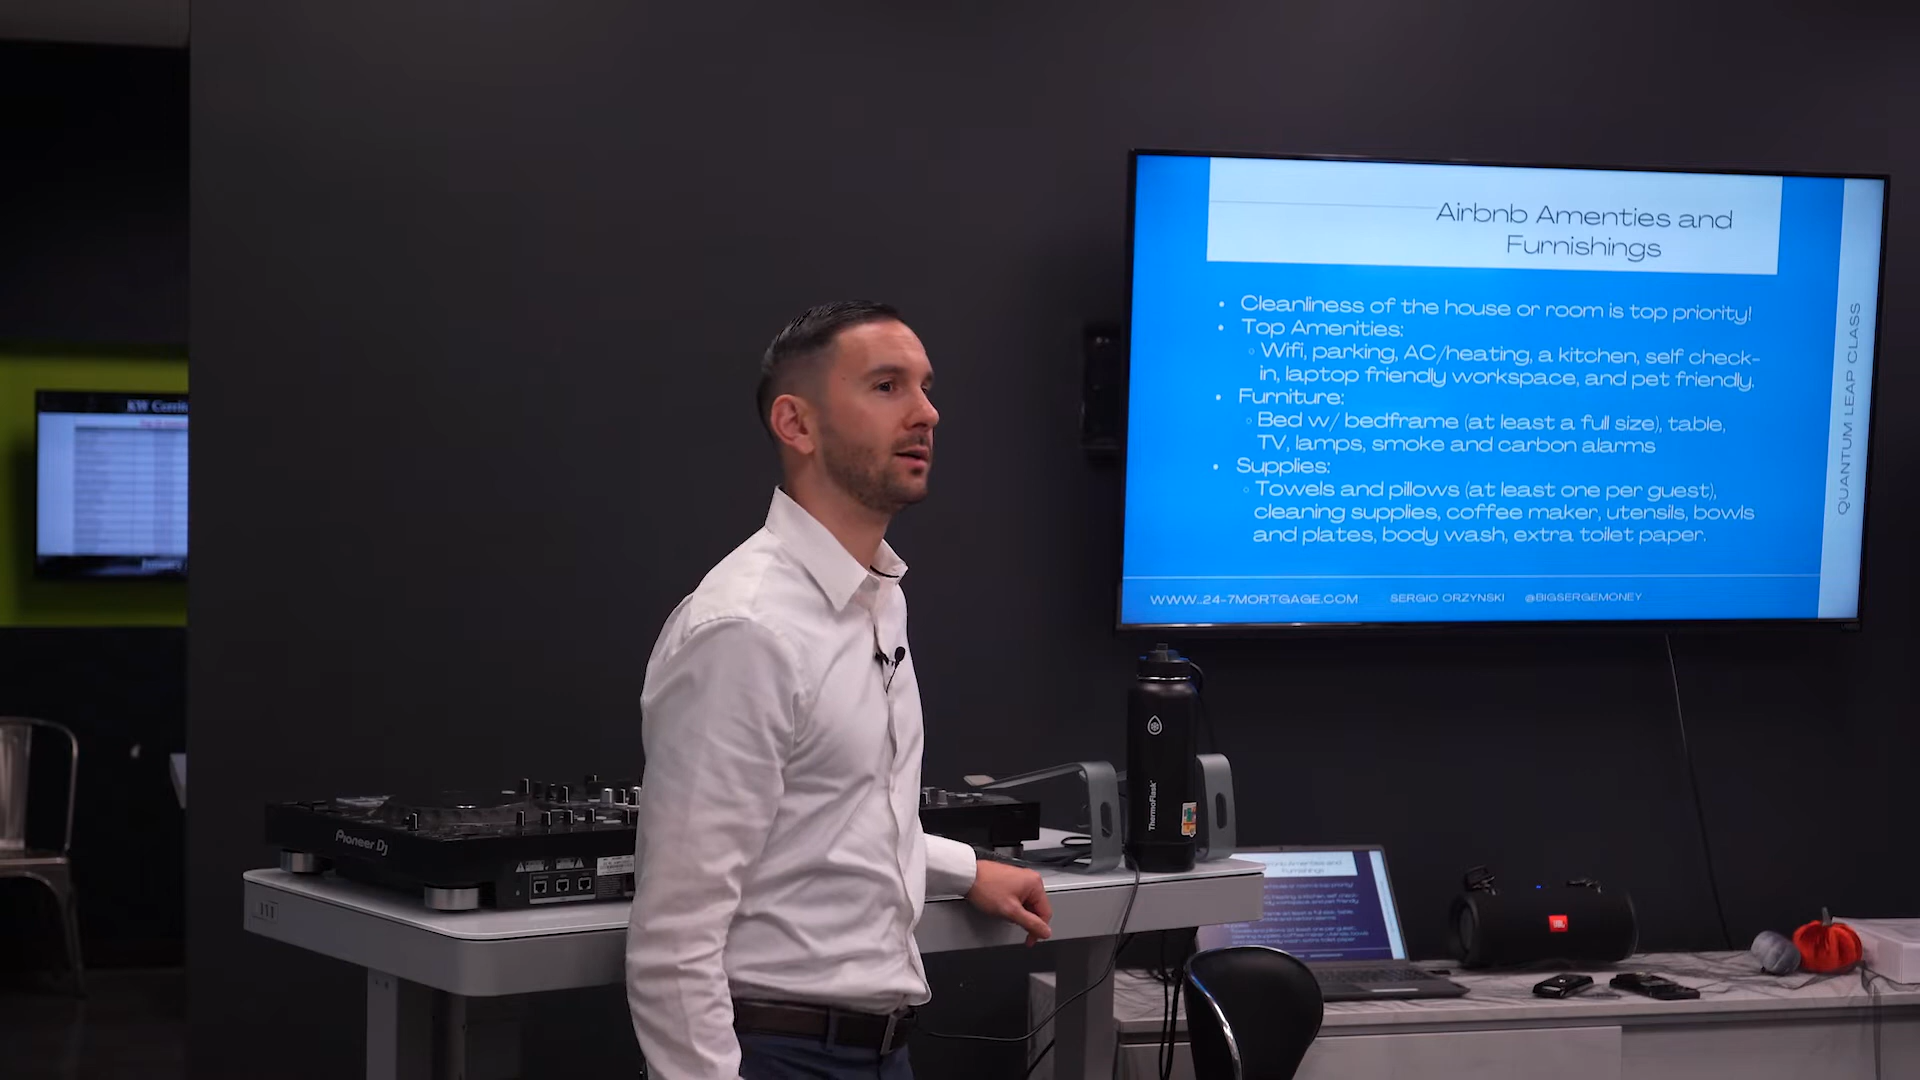 Airbnb Amenties and
Furnishings
• Cleanliness of the house or room is top priority!
• Top Amenities:
◦ Wifi, parking, AC/heating, a kitchen, self check-
in, laptop friendly workspace, and pet friendly.
• Furniture:
◦ Bed w/ bedframe (at least a full size), table,
TV, lamps, smoke and carbon alarms
• Supplies:
◦ Towels and pillows (at least one per guest),
cleaning supplies, coffee maker, utensils, bowls
and plates, body wash, extra toilet paper.
WWW..24-7MORTGAGE.COM SERGIO ORZYNSKI @BIGSERGEMONEY
QUANTUM LEAP CLASS
KW
Pioneer Dj
ThermoFlask
JBL